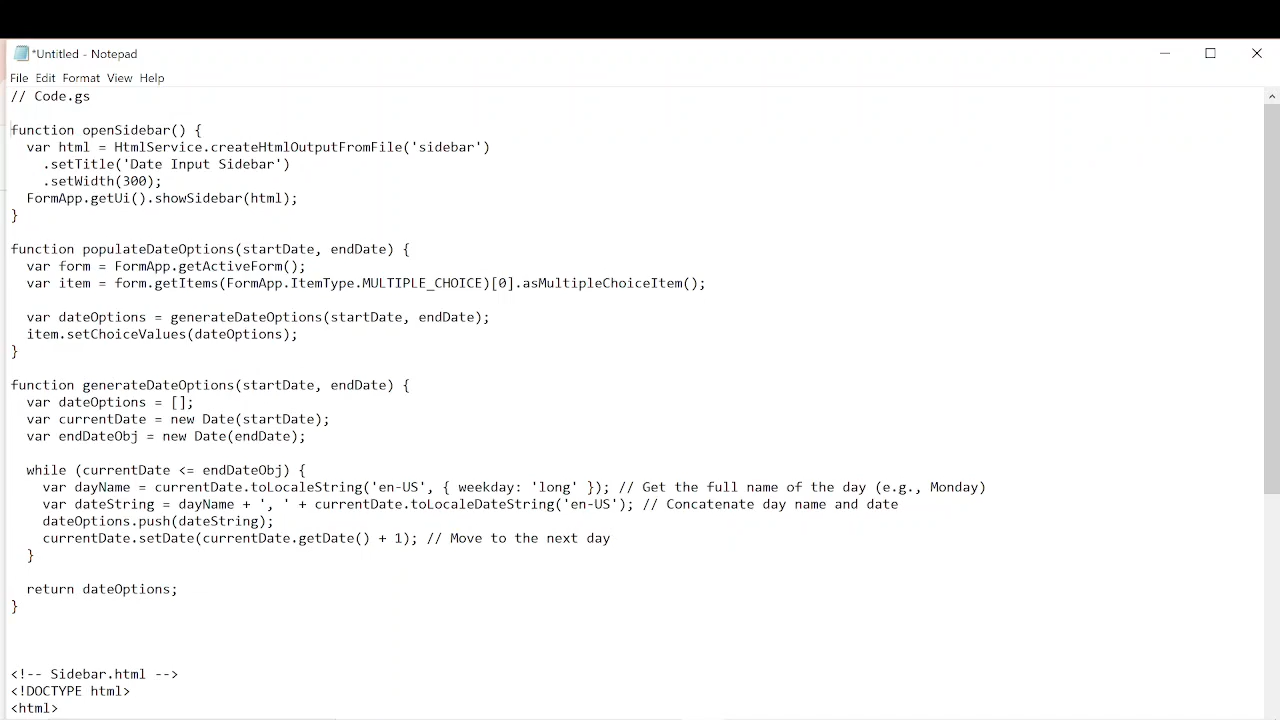 *Untitled - Notepad
File Edit Format View Help
// Code.gs

function openSidebar() {
  var html = HtmlService.createHtmlOutputFromFile('sidebar')
    .setTitle('Date Input Sidebar')
    .setWidth(300);
  FormApp.getUi().showSidebar(html);
}

function populateDateOptions(startDate, endDate) {
  var form = FormApp.getActiveForm();
  var item = form.getItems(FormApp.ItemType.MULTIPLE_CHOICE)[0].asMultipleChoiceItem();

  var dateOptions = generateDateOptions(startDate, endDate);
  item.setChoiceValues(dateOptions);
}

function generateDateOptions(startDate, endDate) {
  var dateOptions = [];
  var currentDate = new Date(startDate);
  var endDateObj = new Date(endDate);

  while (currentDate <= endDateObj) {
    var dayName = currentDate.toLocaleString('en-US', { weekday: 'long' }); // Get the full name of the day (e.g., Monday)
    var dateString = dayName + ', ' + currentDate.toLocaleDateString('en-US'); // Concatenate day name and date
    dateOptions.push(dateString);
    currentDate.setDate(currentDate.getDate() + 1); // Move to the next day
  }

  return dateOptions;
}

<!-- Sidebar.html -->
<!DOCTYPE html>
<html>